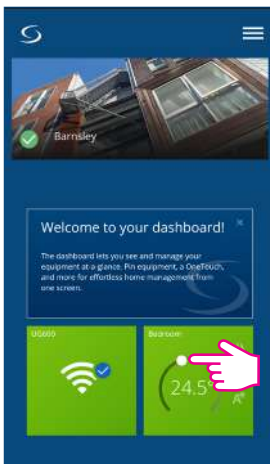 Barnsley
Welcome to your dashboard!
The dashboard lets you see and manage your
equipment at-a-glance. Pin equipment, a OneTouch,
and more for effortless home management from
one screen.
UG600
Bedroom
24.5°